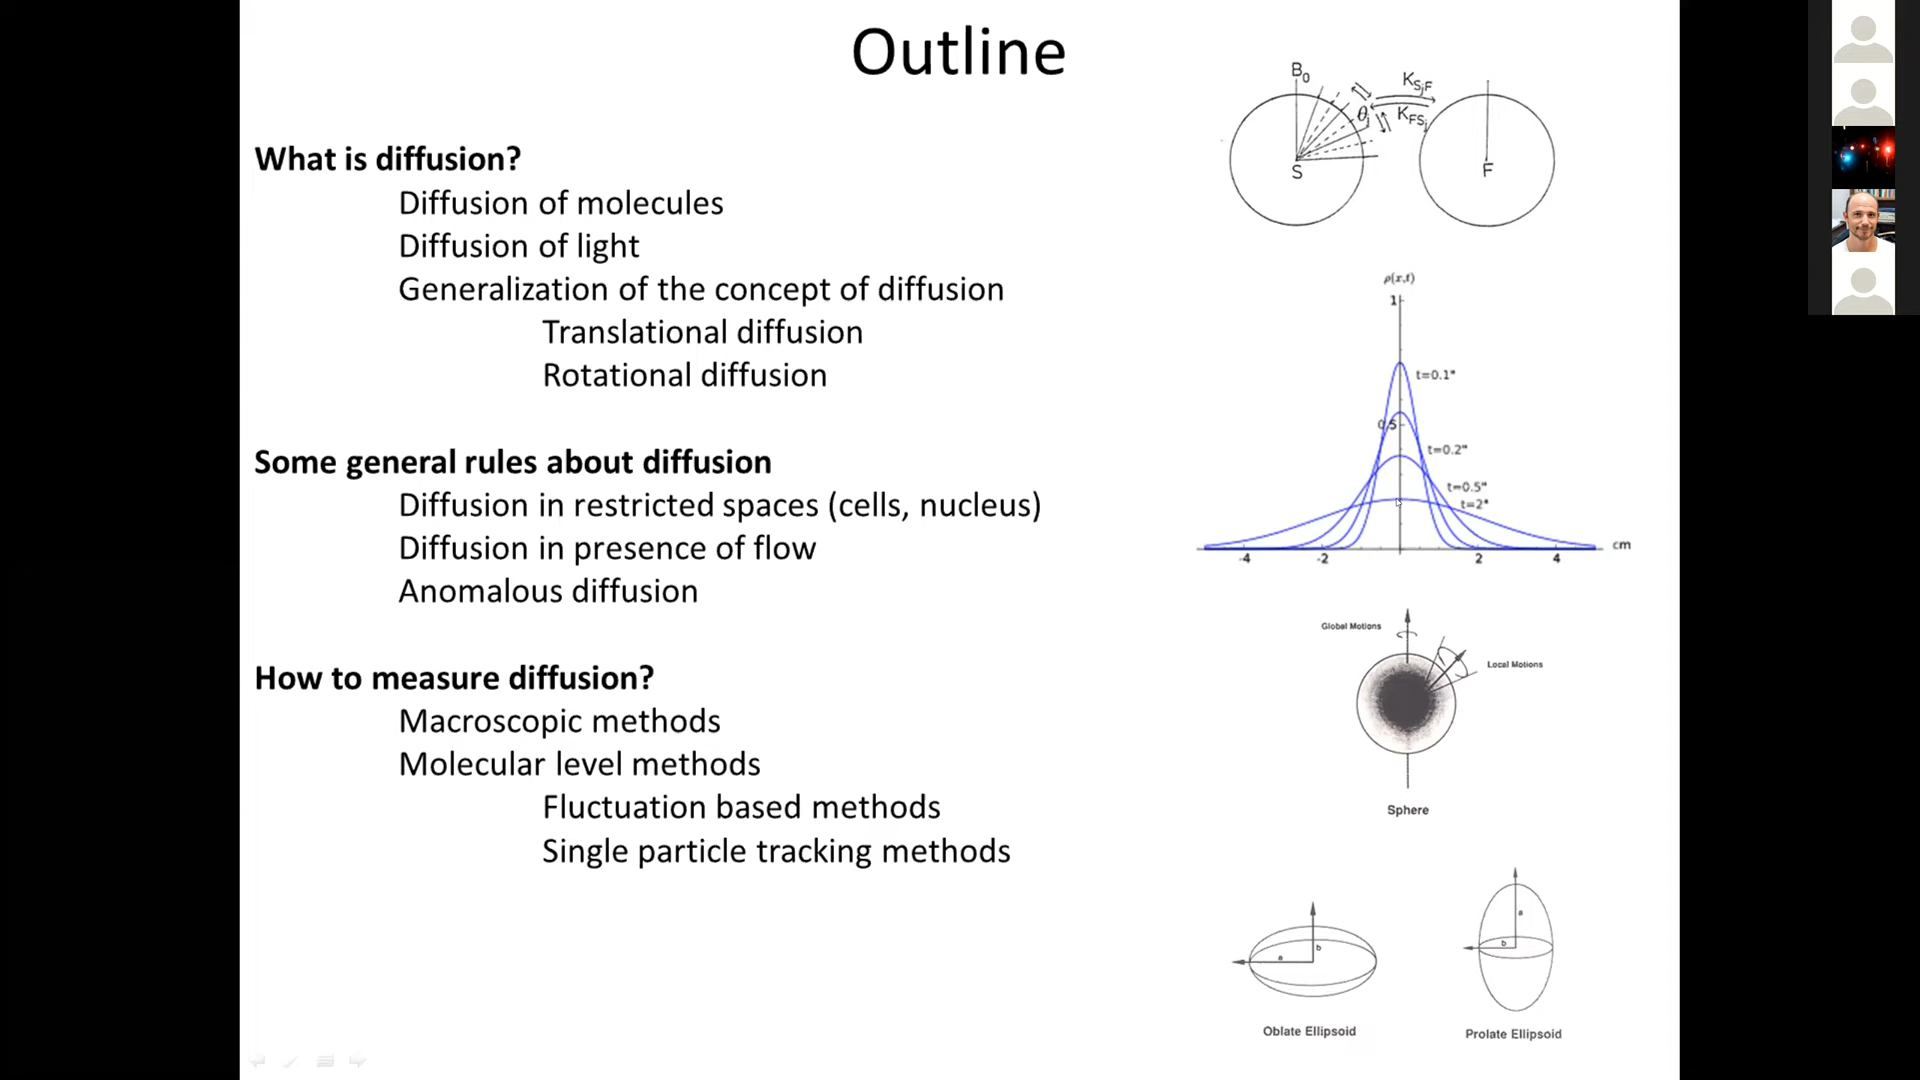 Outline
What is diffusion?
Diffusion of molecules
Diffusion of light
Generalization of the concept of diffusion
Translational diffusion
Rotational diffusion
Some general rules about diffusion
Diffusion in restricted spaces (cells, nucleus)
Diffusion in presence of flow
Anomalous diffusion
How to measure diffusion?
Macroscopic methods
Molecular level methods
Fluctuation based methods
Single particle tracking methods
B0
KSjF
θj
KFSj
S
F
ρ(x,t)
1
t=0.1"
0.5
t=0.2"
t=0.5"
t=2"
cm
-4 -2 2 4
Global Motions
Local Motions
Sphere
a
b
b
a
Oblate Ellipsoid
Prolate Ellipsoid